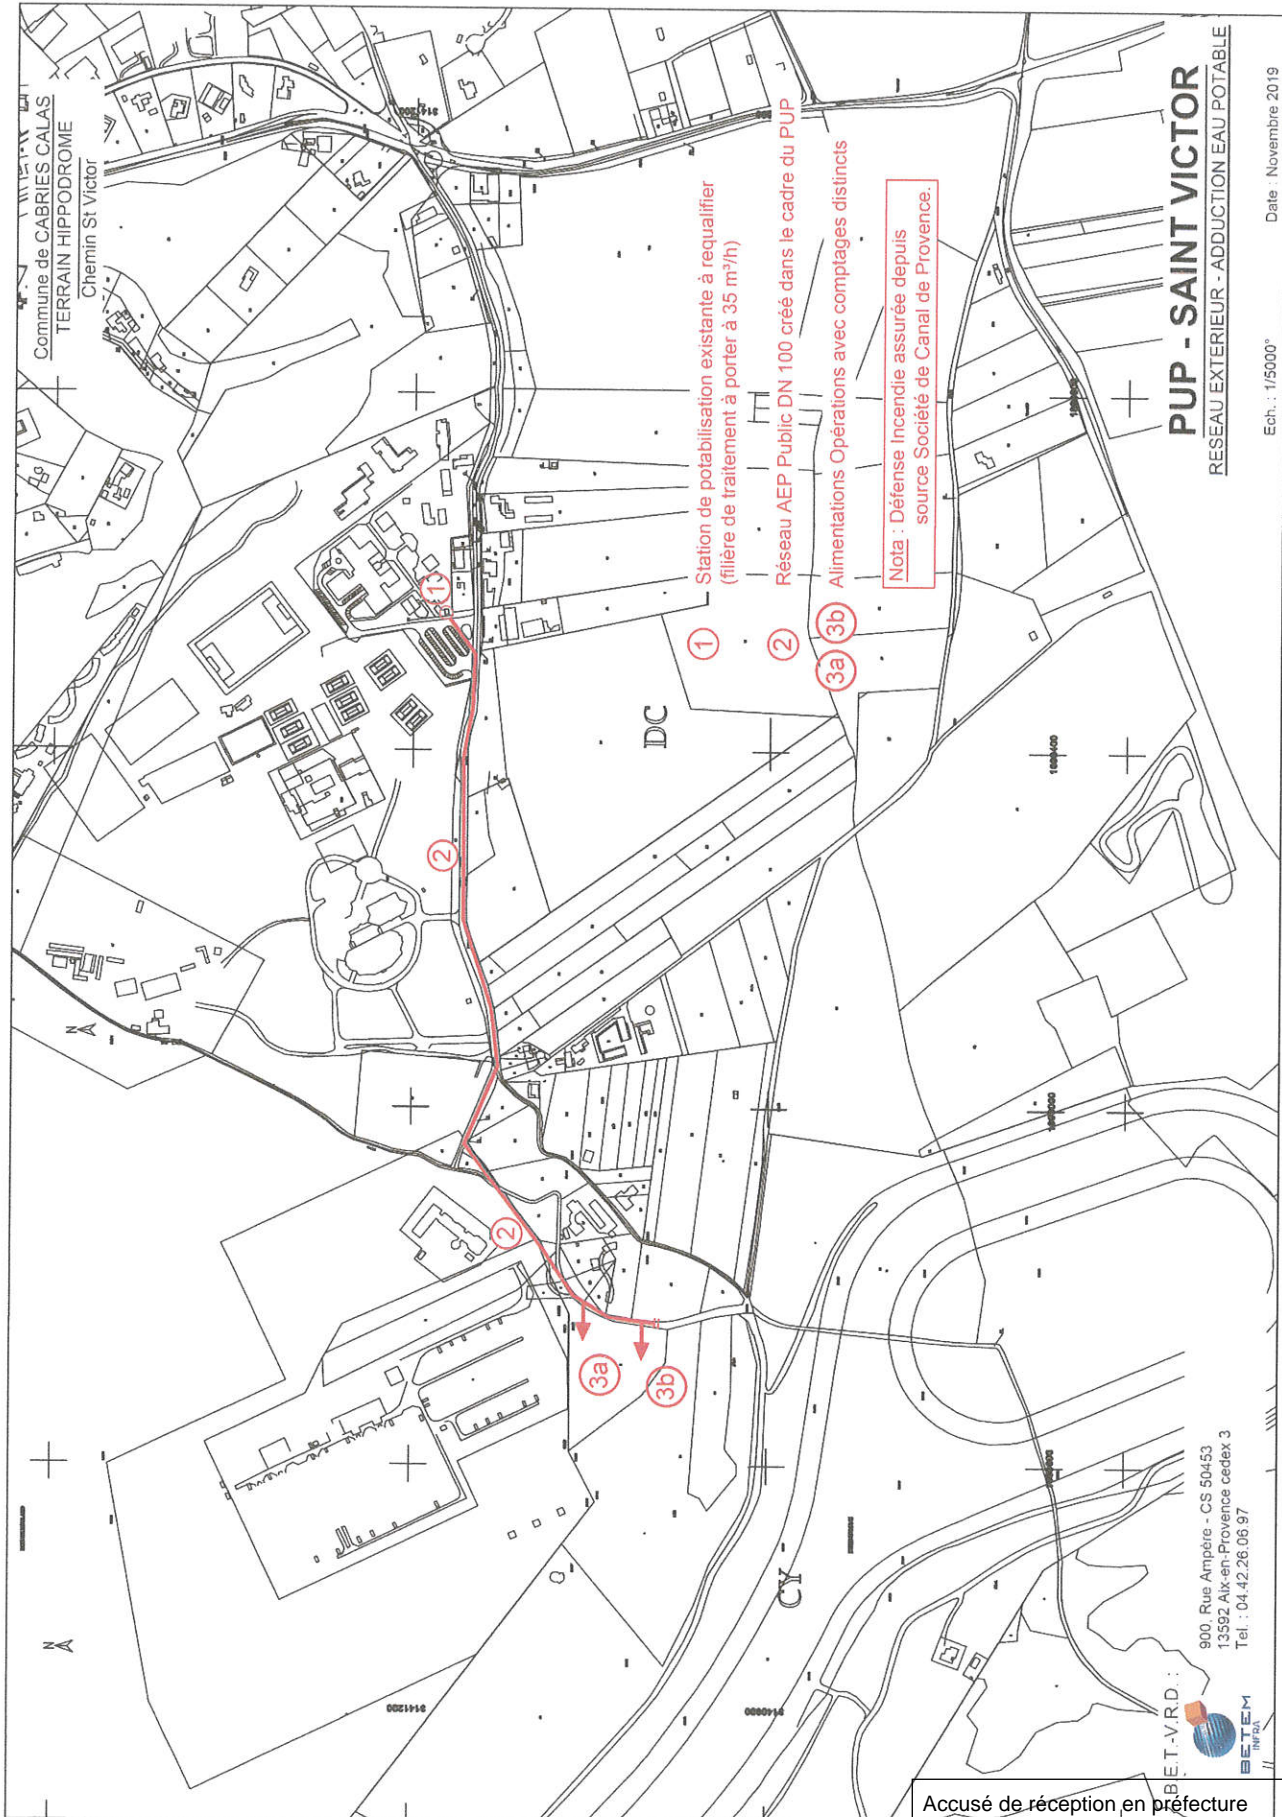 Commune de CABRIES CALAS
TERRAIN HIPPODROME
Chemin St Victor
N
N
3141200
1
2
2
3a
3b
DC
CY
1
Station de potabilisation existante à requalifier
(filière de traitement à porter à 35 m³/h)
2
Réseau AEP Public DN 100 créé dans le cadre du PUP
3a 3b
Alimentations Opérations avec comptages distincts
Nota : Défense Incendie assurée depuis
source Société de Canal de Provence.
3141200
PUP - SAINT VICTOR
RESEAU EXTERIEUR - ADDUCTION EAU POTABLE
Ech. : 1/5000°
Date : Novembre 2019
B.E.T.-V.R.D. :
BETEM
INFRA
900, Rue Ampère - CS 50453
13592 Aix-en-Provence cedex 3
Tel. : 04.42.26.06.97
Accusé de réception en préfecture